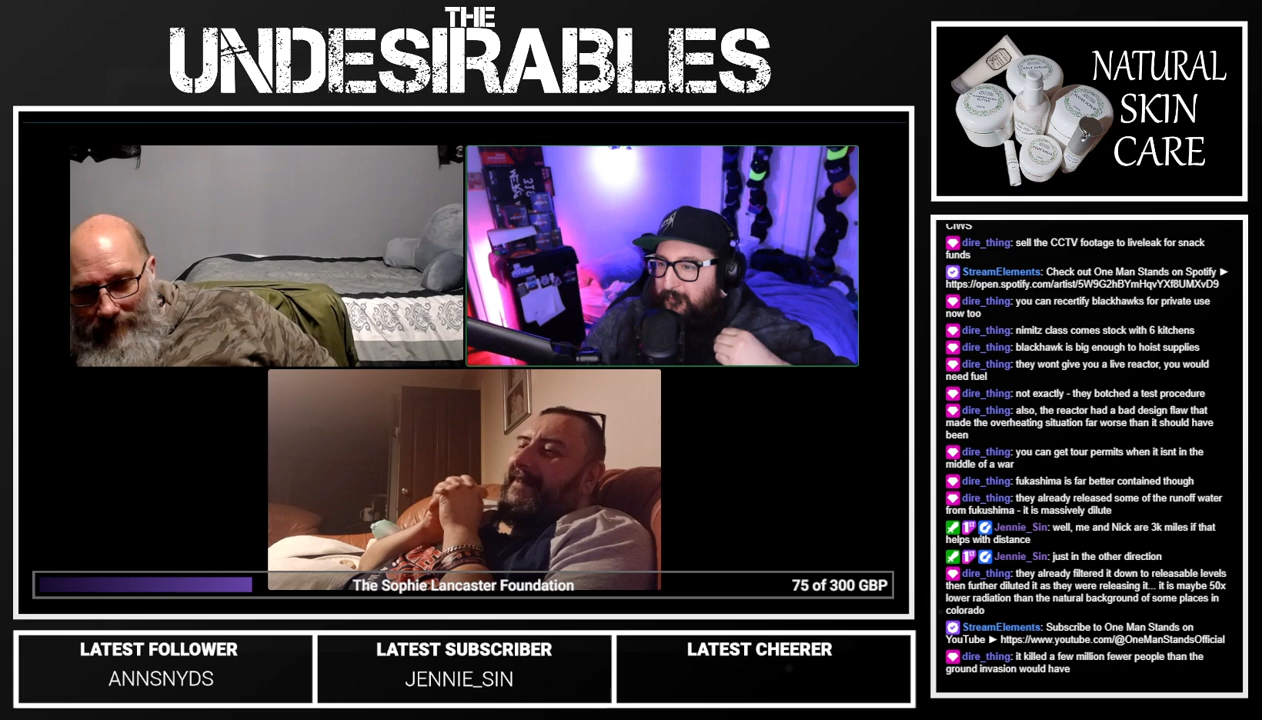 THE
UNDESIRABLES
NATURAL
SKIN
CARE
CIWS
dire_thing: sell the CCTV footage to liveleak for snack
funds
StreamElements: Check out One Man Stands on Spotify ►
https://open.spotify.com/artist/5W9G2hBYmHqvYXf8UMXvD9
dire_thing: you can recertify blackhawks for private use
now too
dire_thing: nimitz class comes stock with 6 kitchens
dire_thing: blackhawk is big enough to hoist supplies
dire_thing: they wont give you a live reactor, you would
need fuel
dire_thing: not exactly - they botched a test procedure
dire_thing: also, the reactor had a bad design flaw that
made the overheating situation far worse than it should have
been
dire_thing: you can get tour permits when it isnt in the
middle of a war
dire_thing: fukashima is far better contained though
dire_thing: they already released some of the runoff water
from fukushima - it is massively dilute
Jennie_Sin: well, me and Nick are 3k miles if that
helps with distance
Jennie_Sin: just in the other direction
dire_thing: they already filtered it down to releasable levels
then further diluted it as they were releasing it... it is maybe 50x
lower radiation than the natural background of some places in
colorado
StreamElements: Subscribe to One Man Stands on
YouTube ► https://www.youtube.com/@OneManStandsOfficial
dire_thing: it killed a few million fewer people than the
ground invasion would have
The Sophie Lancaster Foundation
75 of 300 GBP
LATEST FOLLOWER
ANNSNYDS
LATEST SUBSCRIBER
JENNIE_SIN
LATEST CHEERER